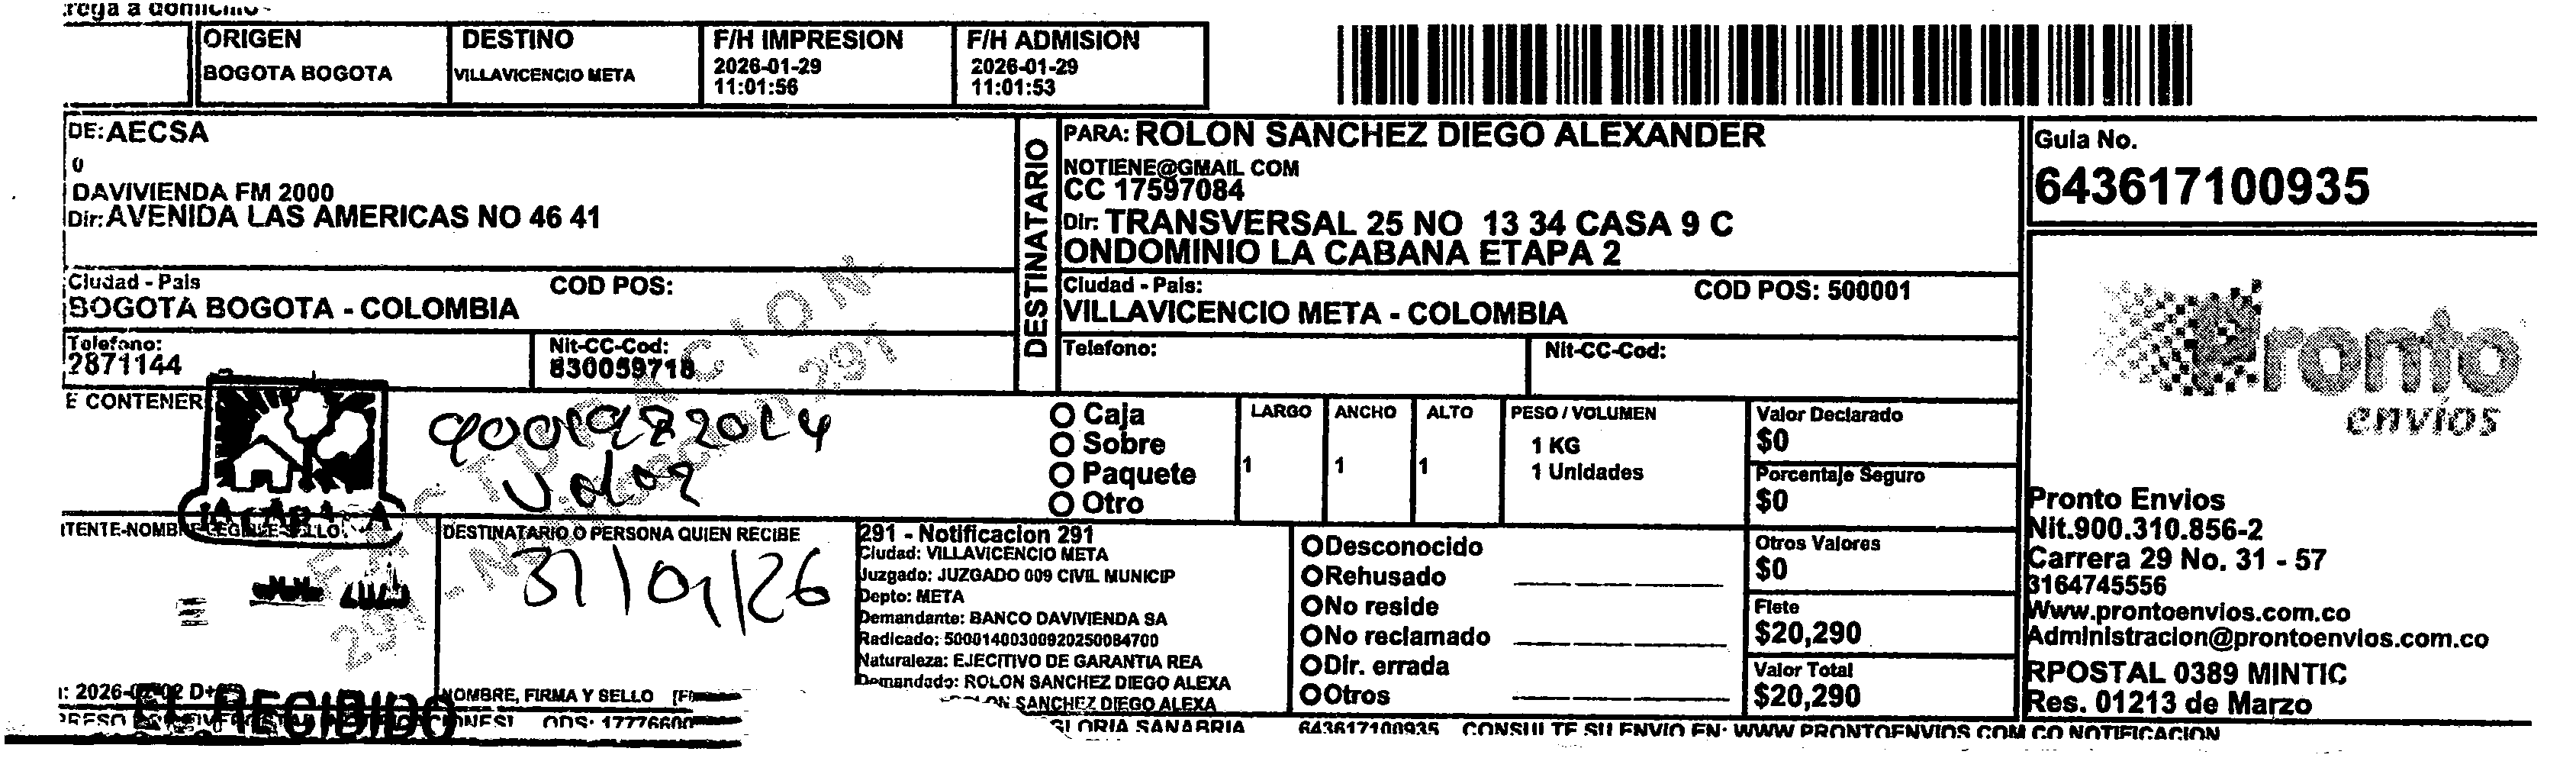 ORIGEN
BOGOTA BOGOTA
DESTINO
VILLAVICENCIO META
F/H IMPRESION
2026-01-29
11:01:56
F/H ADMISION
2026-01-29
11:01:53
DE: AECSA
0
DAVIVIENDA FM 2000
Dir: AVENIDA LAS AMERICAS NO 46 41
Ciudad - Pais
COD POS:
BOGOTA BOGOTA - COLOMBIA
Telefono:
2871144
Nit-CC-Cod:
830059718
DESTINATARIO
PARA: ROLON SANCHEZ DIEGO ALEXANDER
NOTIENE@GMAIL COM
CC 17597084
Dir: TRANSVERSAL 25 NO 13 34 CASA 9 C
ONDOMINIO LA CABANA ETAPA 2
Ciudad - Pais:
COD POS: 500001
VILLAVICENCIO META - COLOMBIA
Telefono:
Nit-CC-Cod:
Guia No.
643617100935
Pronto
envíos
E CONTENER
Caja
Sobre
Paquete
Otro
LARGO
1
ANCHO
1
ALTO
1
PESO / VOLUMEN
1 KG
1 Unidades
Valor Declarado
$0
Porcentaje Seguro
$0
Otros Valores
$0
Flete
$20,290
Valor Total
$20,290
DESTINATARIO O PERSONA QUIEN RECIBE
31/01/26
NOMBRE, FIRMA Y SELLO
291 - Notificacion 291
Ciudad: VILLAVICENCIO META
Juzgado: JUZGADO 009 CIVIL MUNICIP
Depto: META
Demandante: BANCO DAVIVIENDA SA
Radicado: 50001400300920250084700
Naturaleza: EJECITIVO DE GARANTIA REA
Demandado: ROLON SANCHEZ DIEGO ALEXA
SANCHEZ DIEGO ALEXA
GLORIA SANABRIA
Desconocido
Rehusado
No reside
No reclamado
Dir. errada
Otros
Pronto Envios
Nit.900.310.856-2
Carrera 29 No. 31 - 57
3164745556
Www.prontoenvios.com.co
Administracion@prontoenvios.com.co
RPOSTAL 0389 MINTIC
Res. 01213 de Marzo
RECIBIDO
643617100935 CONSULTE SU ENVIO EN: WWW PRONTOENVIOS COM CO NOTIFICACION